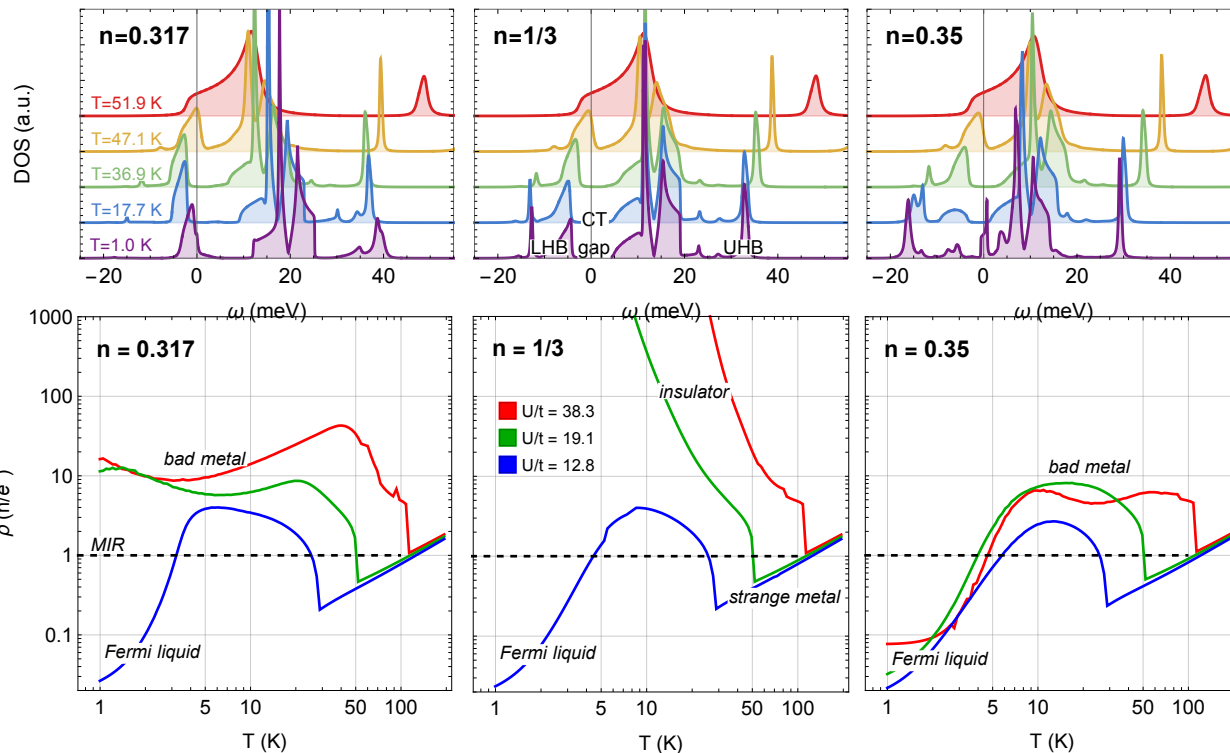 n=0.317
n=1/3
n=0.35
DOS (a.u.)
T=51.9 K
T=47.1 K
T=36.9 K
T=17.7 K
T=1.0 K
CT
LHB gap UHB
−20 0 20 40
−20 0 20 40
−20 0 20 40
ω (meV)
ω (meV)
ω (meV)
n = 0.317
n = 1/3
n = 0.35
1000
100
10
1
0.1
bad metal
MIR
Fermi liquid
insulator
U/t = 38.3
U/t = 19.1
U/t = 12.8
strange metal
Fermi liquid
bad metal
Fermi liquid
1 5 10 50 100
1 5 10 50 100
1 5 10 50 100
T (K)
T (K)
T (K)